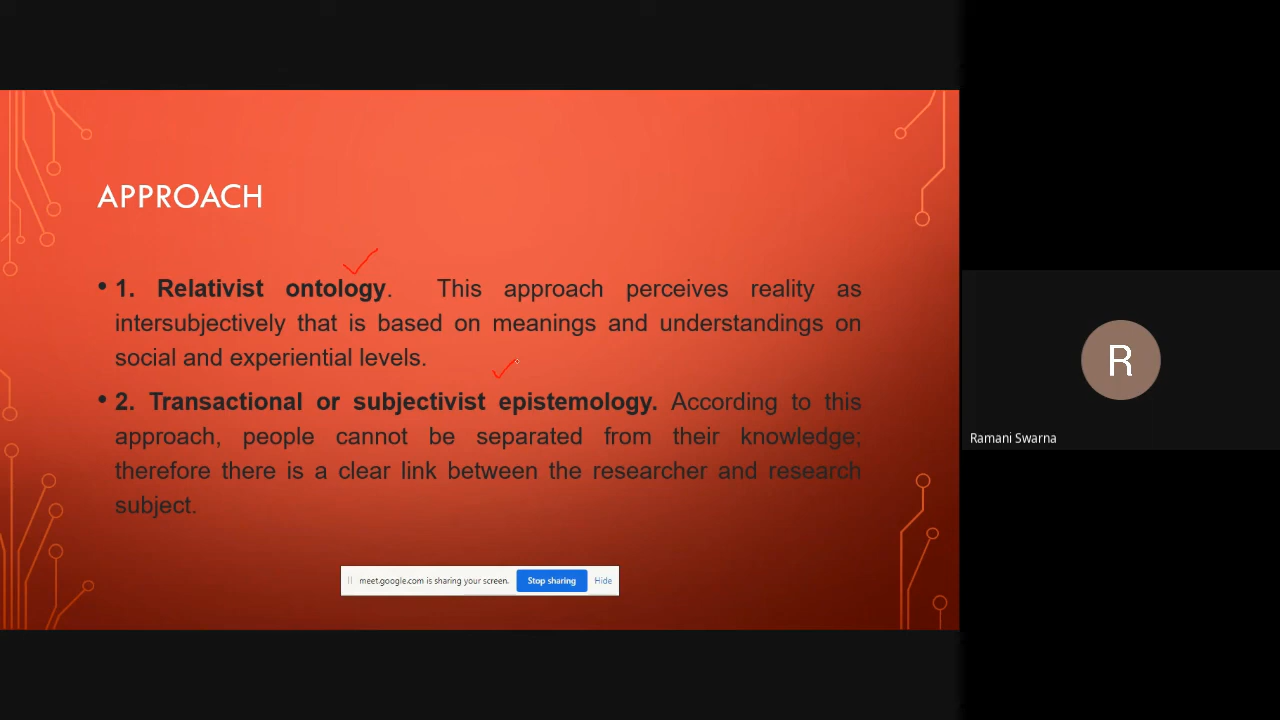 APPROACH
• 1. Relativist ontology. This approach perceives reality as
intersubjectively that is based on meanings and understandings on
social and experiential levels.
• 2. Transactional or subjectivist epistemology. According to this
approach, people cannot be separated from their knowledge;
therefore there is a clear link between the researcher and research
subject.
meet.google.com is sharing your screen. Stop sharing Hide
R
Ramani Swarna